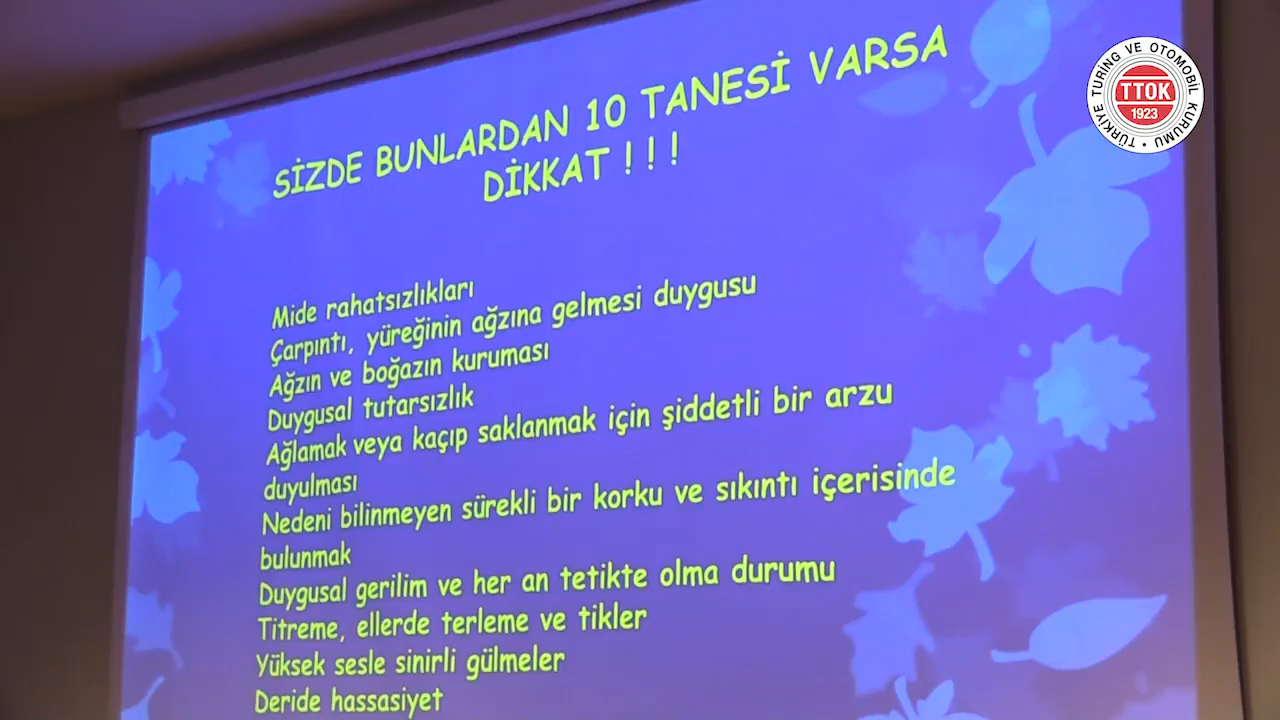 SİZDE BUNLARDAN 10 TANESİ VARSA
DİKKAT ! ! !
Mide rahatsızlıkları
Çarpıntı, yüreğinin ağzına gelmesi duygusu
Ağzın ve boğazın kuruması
Duygusal tutarsızlık
Ağlamak veya kaçıp saklanmak için şiddetli bir arzu
duyulması
Nedeni bilinmeyen sürekli bir korku ve sıkıntı içerisinde
bulunmak
Duygusal gerilim ve her an tetikte olma durumu
Titreme, ellerde terleme ve tikler
Yüksek sesle sinirli gülmeler
Deride hassasiyet
TÜRKİYE TURING VE OTOMOBİL KURUMU
TTOK
1923